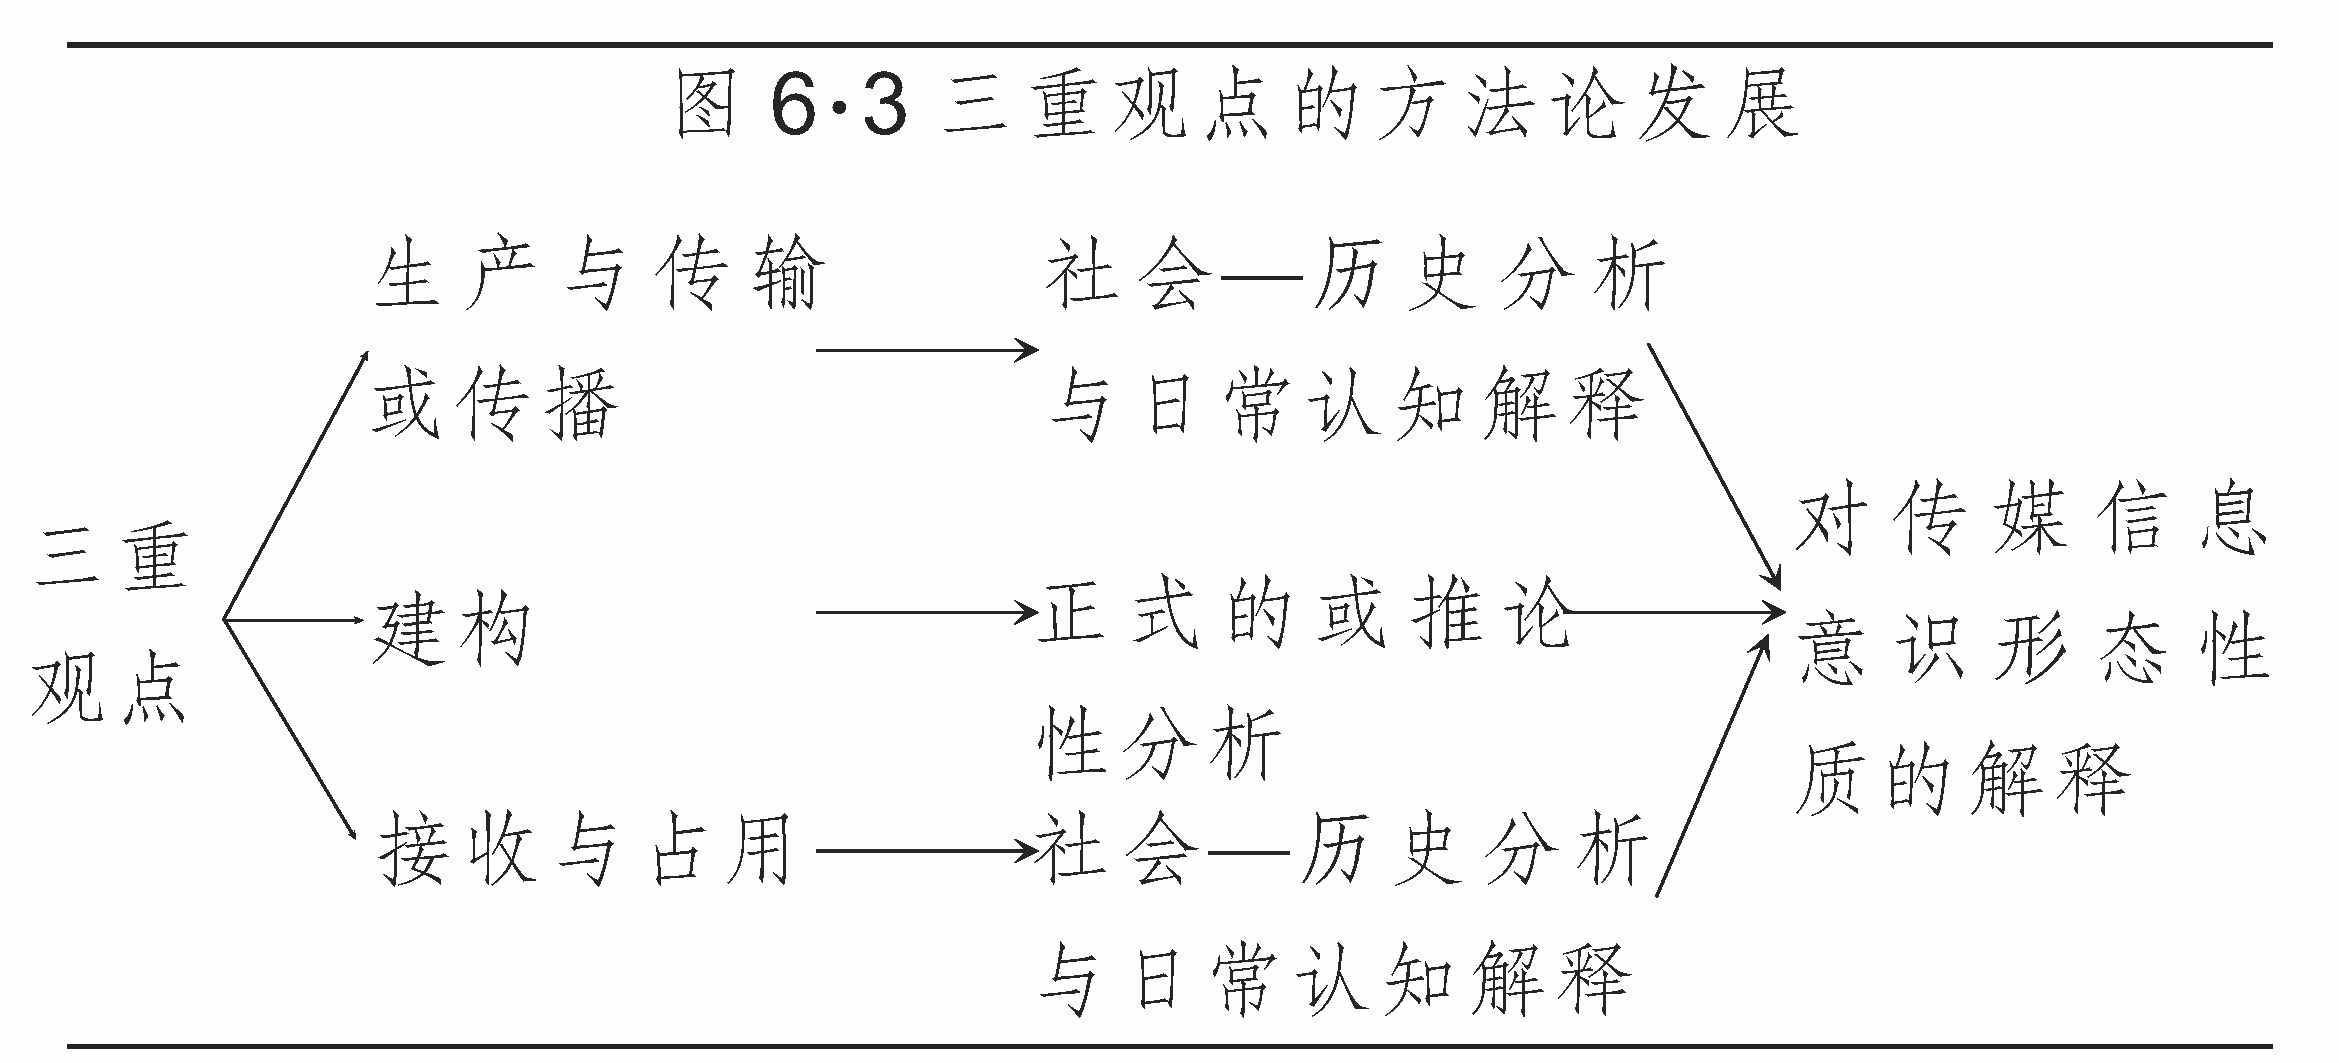 图 6·3 三重观点的方法论发展
三重
观点
生产与传输
或传播
建构
接收与占用
社会—历史分析
与日常认知解释
正式的或推论
性分析
社会—历史分析
与日常认知解释
对传媒信息
意识形态性
质的解释